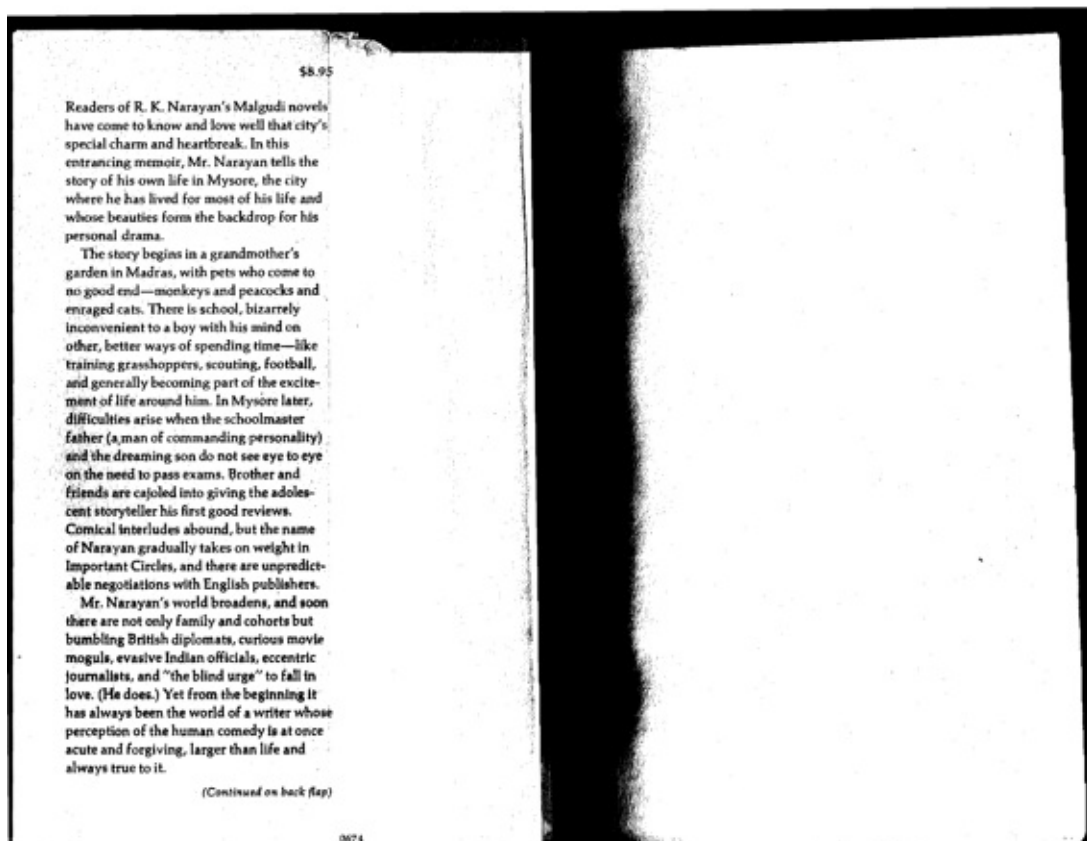 $8.95
Readers of R. K. Narayan's Malgudi novels
have come to know and love well that city's
special charm and heartbreak. In this
entrancing memoir, Mr. Narayan tells the
story of his own life in Mysore, the city
where he has lived for most of his life and
whose beauties form the backdrop for his
personal drama.
The story begins in a grandmother's
garden in Madras, with pets who come to
no good end—monkeys and peacocks and
enraged cats. There is school, bizarrely
inconvenient to a boy with his mind on
other, better ways of spending time—like
training grasshoppers, scouting, football,
and generally becoming part of the excite-
ment of life around him. In Mysore later,
difficulties arise when the schoolmaster
father (a man of commanding personality)
and the dreaming son do not see eye to eye
on the need to pass exams. Brother and
friends are cajoled into giving the adoles-
cent storyteller his first good reviews.
Comical interludes abound, but the name
of Narayan gradually takes on weight in
Important Circles, and there are unpredict-
able negotiations with English publishers.
Mr. Narayan's world broadens, and soon
there are not only family and cohorts but
bumbling British diplomats, curious movie
moguls, evasive Indian officials, eccentric
journalists, and "the blind urge" to fall in
love. (He does.) Yet from the beginning it
has always been the world of a writer whose
perception of the human comedy is at once
acute and forgiving, larger than life and
always true to it.
(Continued on back flap)